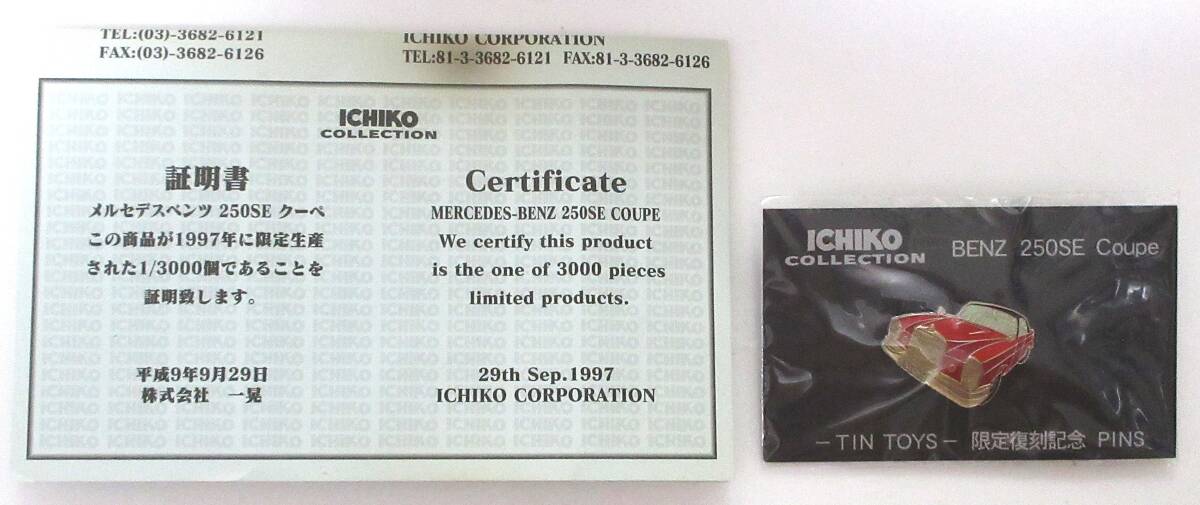 TEL:(03)-3682-6121
FAX:(03)-3682-6126
ICHIKO CORPORATION
TEL:81-3-3682-6121 FAX:81-3-3682-6126
ICHIKO
COLLECTION
証明書
メルセデスベンツ 250SE クーペ
この商品が1997年に限定生産
された1/3000個であることを
証明致します。
平成9年9月29日
株式会社 一晃
Certificate
MERCEDES-BENZ 250SE COUPE
We certify this product
is the one of 3000 pieces
limited products.
29th Sep.1997
ICHIKO CORPORATION
ICHIKO
COLLECTION
BENZ 250SE Coupe
-TIN TOYS- 限定復刻記念 PINS